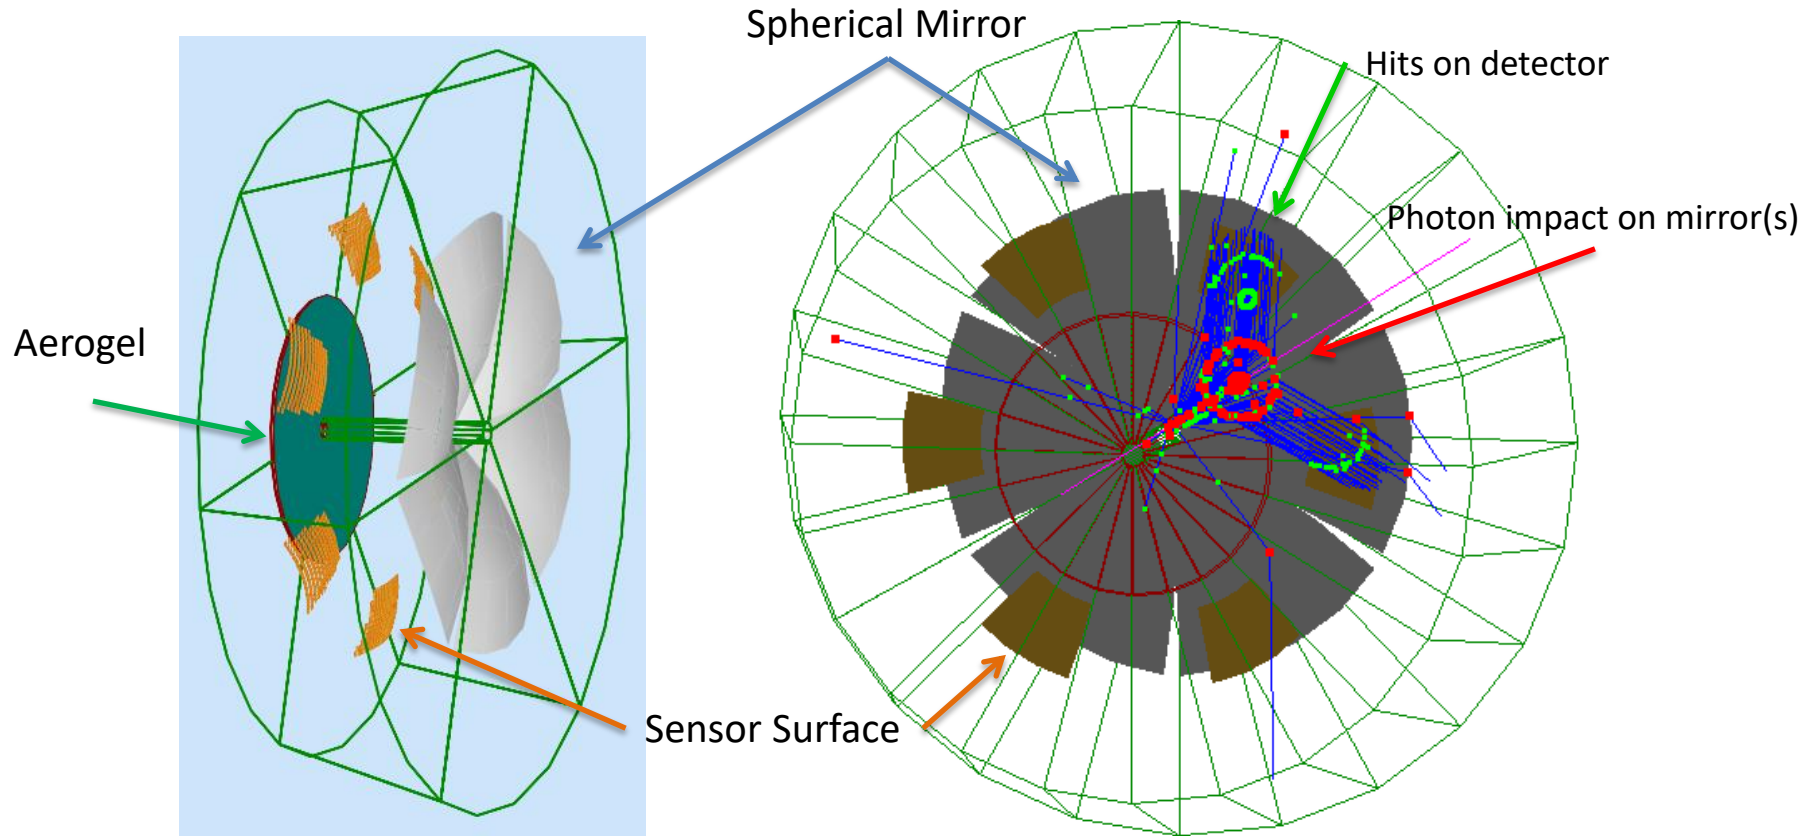 Spherical Mirror
Hits on detector
Photon impact on mirror(s)
Aerogel
Sensor Surface